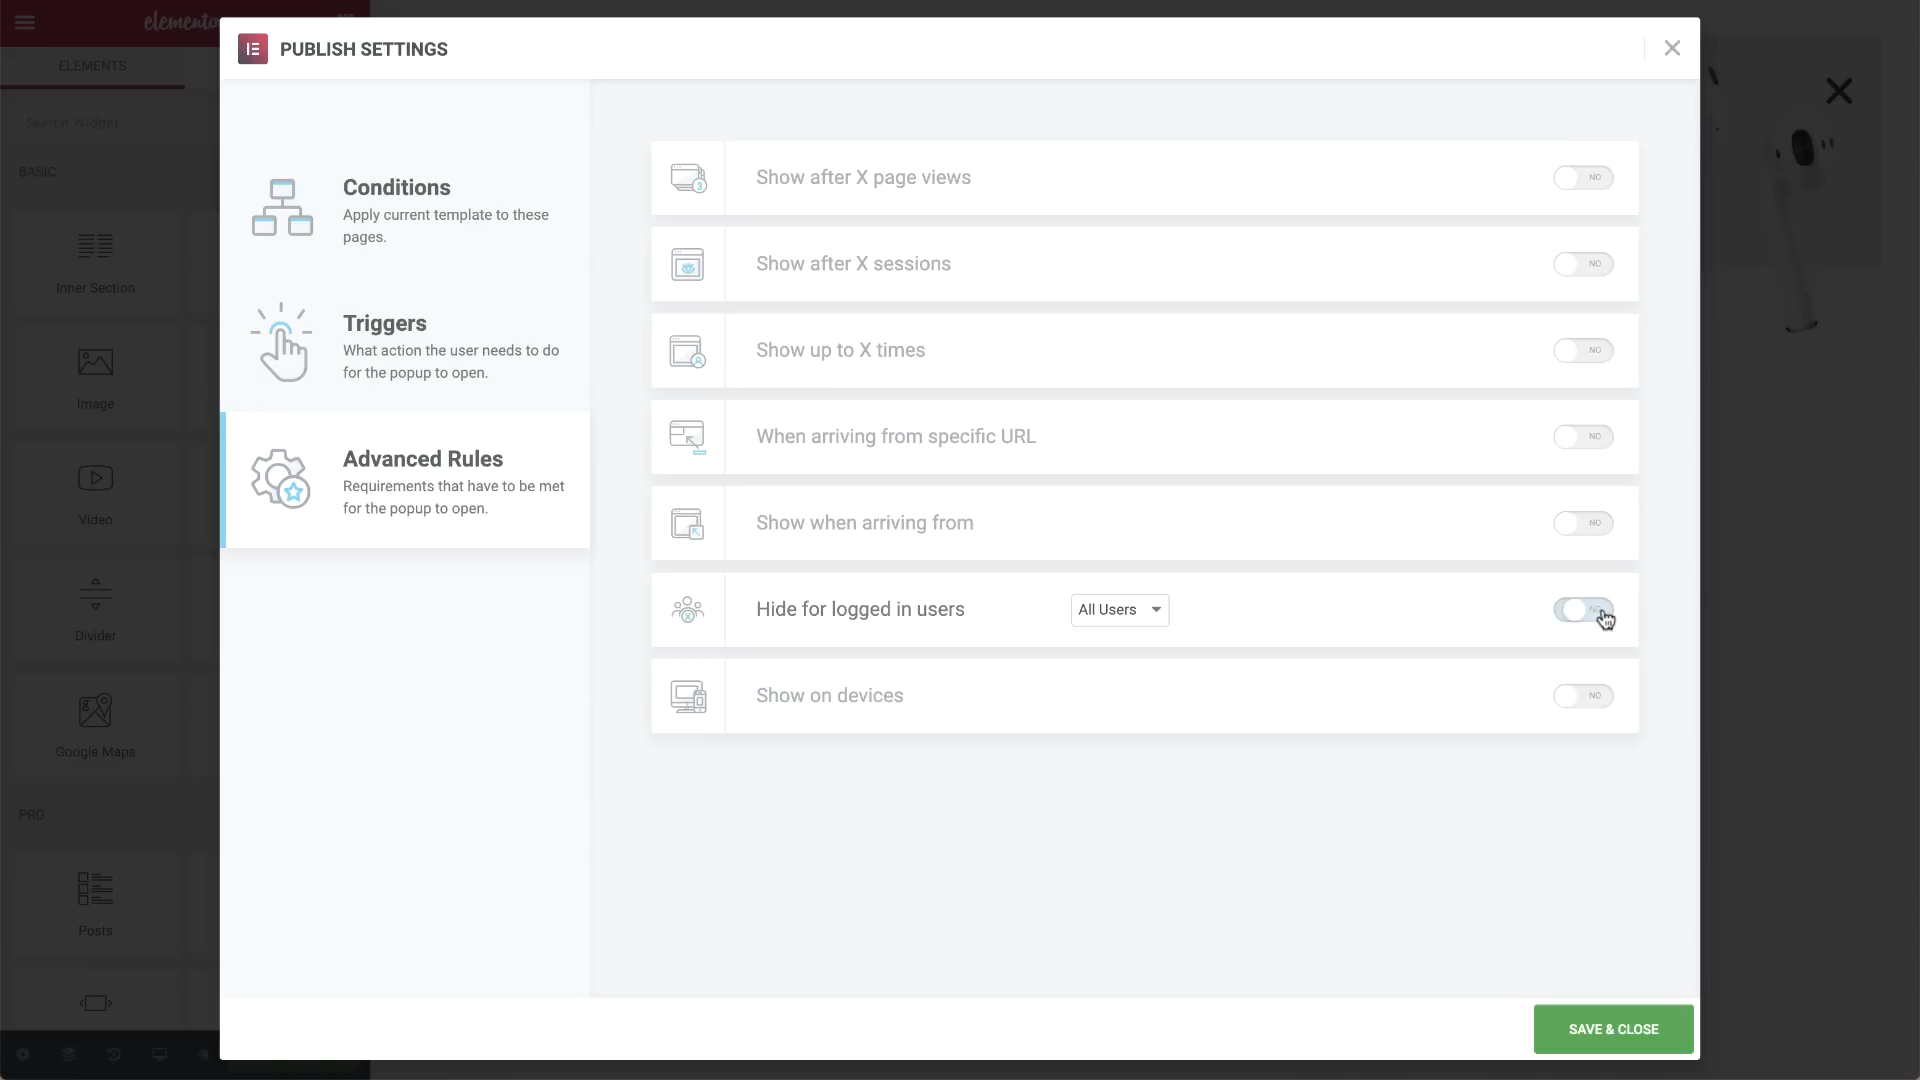 elemento
PUBLISH SETTINGS
ELEMENTS
Search Widget...
BASIC
Inner Section
Image
Video
Divider
Google Maps
PRO
Posts
Conditions
Apply current template to these
pages.
Triggers
What action the user needs to do
for the popup to open.
Advanced Rules
Requirements that have to be met
for the popup to open.
Show after X page views
NO
Show after X sessions
NO
Show up to X times
NO
When arriving from specific URL
NO
Show when arriving from
NO
Hide for logged in users
All Users
NO
Show on devices
NO
SAVE & CLOSE